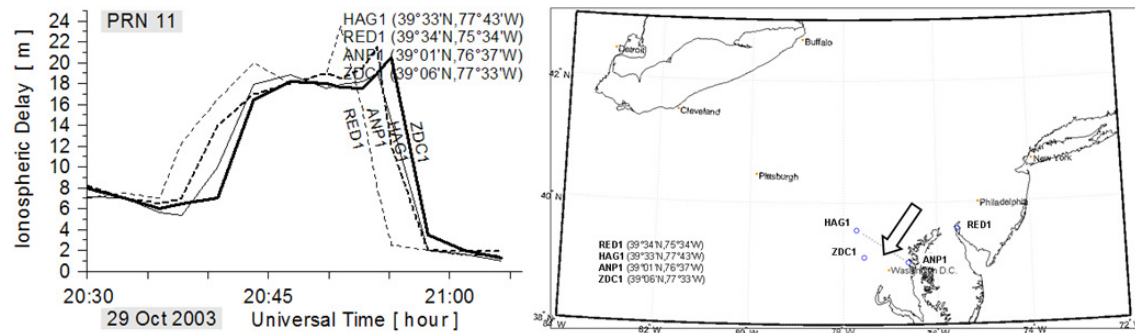 PRN 11
HAG1 (39°33'N,77°43'W)
RED1 (39°34'N,75°34'W)
ANP1 (39°01'N,76°37'W)
ZDC1 (39°06'N,77°33'W)
Ionospheric Delay [ m ]
24
22
20
18
16
14
12
10
8
6
4
2
0
RED1
ANP1
HAG1
ZDC1
20:30 20:45 21:00
29 Oct 2003 Universal Time [ hour ]
Detroit
Buffalo
42°N
Cleveland
New York
Pittsburgh
40°N
Philadelphia
HAG1
RED1
RED1 (39°34'N,75°34'W)
HAG1 (39°33'N,77°43'W)
ANP1 (39°01'N,76°37'W)
ZDC1 (39°06'N,77°33'W)
ZDC1
ANP1
Washington D.C.
38°N
84°W 82°W 80°W 78°W 76°W 74°W 72°W